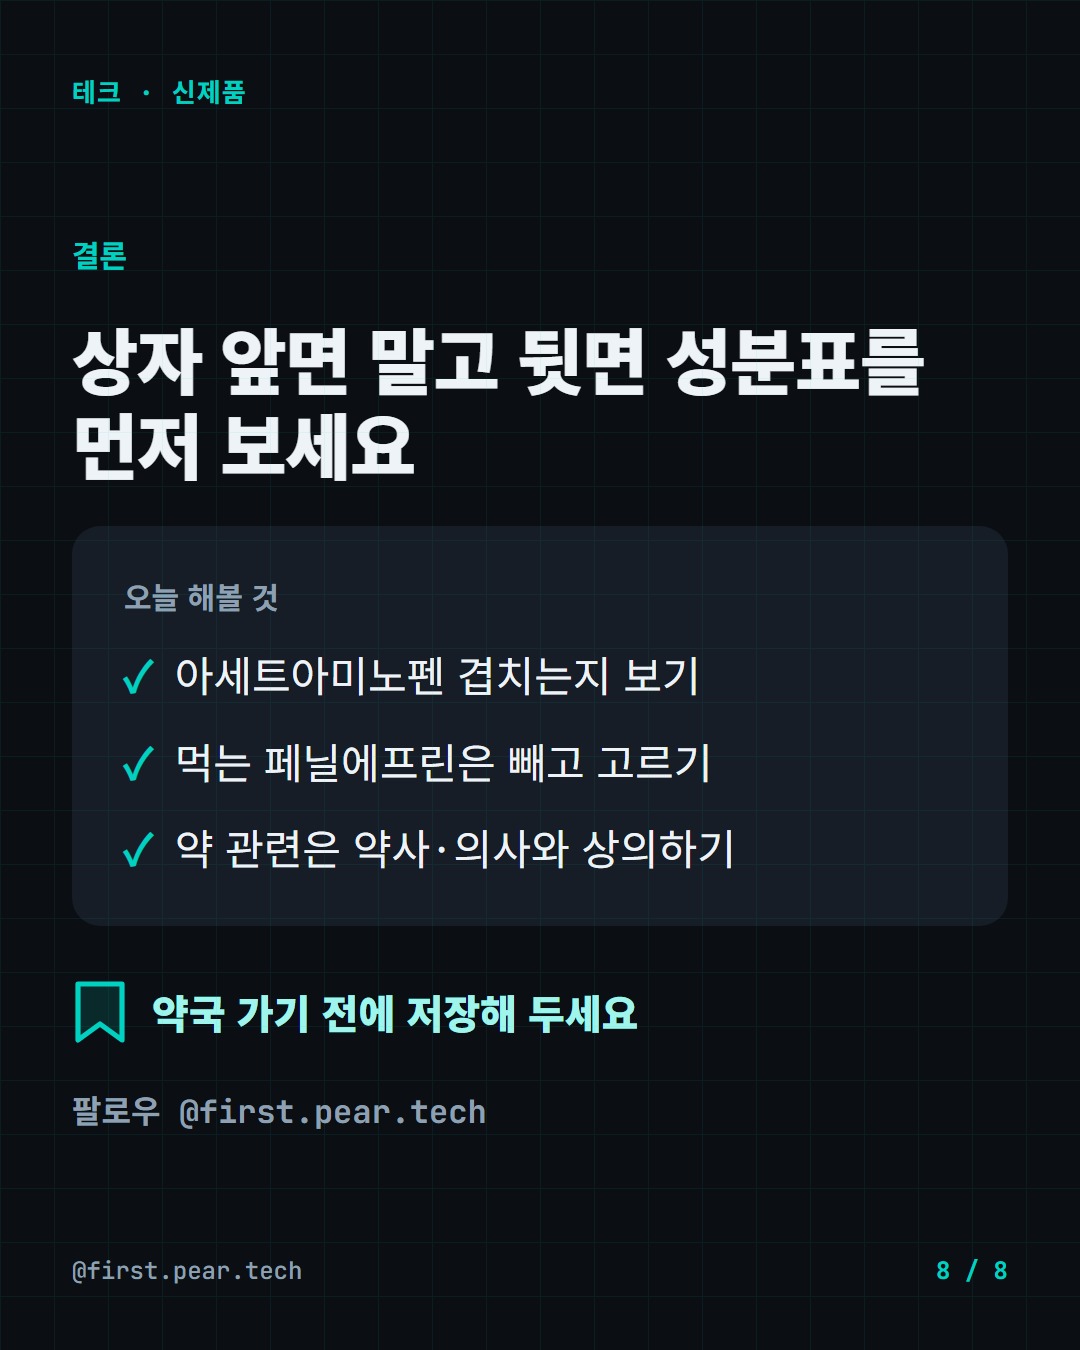 테크 · 신제품
결론
상자 앞면 말고 뒷면 성분표를
먼저 보세요
오늘 해볼 것
✓ 아세트아미노펜 겹치는지 보기
✓ 먹는 페닐에프린은 빼고 고르기
✓ 약 관련은 약사·의사와 상의하기
약국 가기 전에 저장해 두세요
팔로우 @first.pear.tech
@first.pear.tech
8 / 8